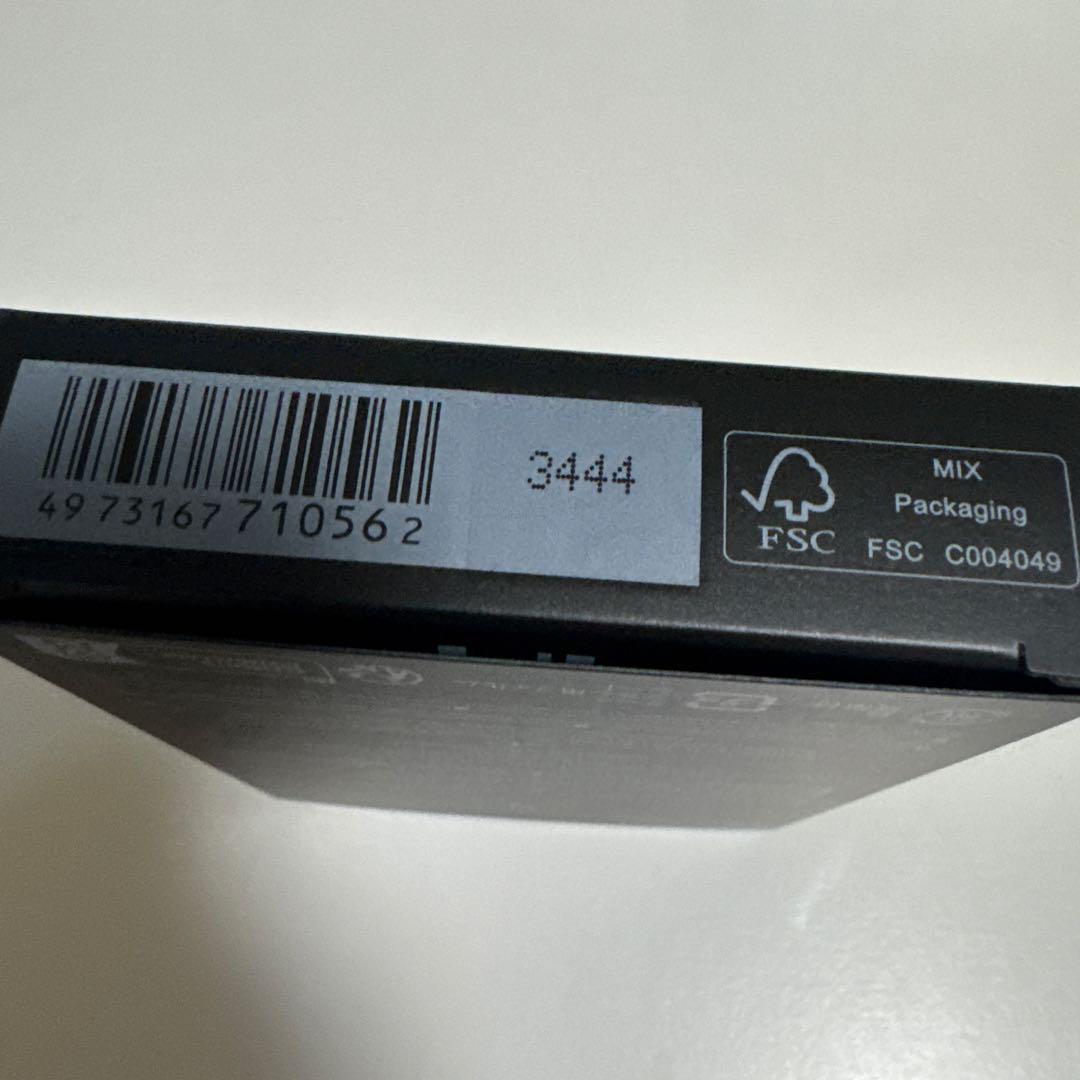 4973167710562
3444
FSC
MIX
Packaging
FSC C004049